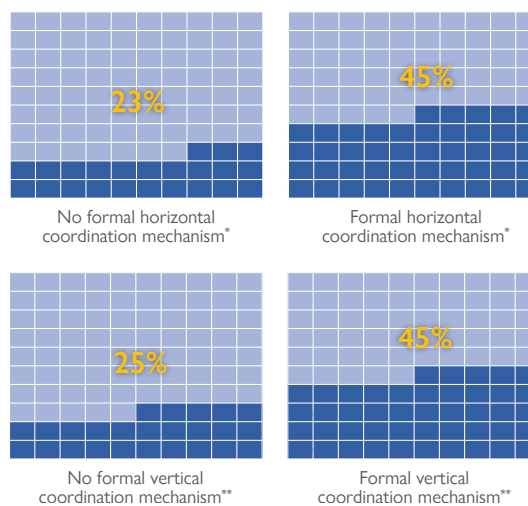 23%
45%
No formal horizontal
coordination mechanism*
Formal horizontal
coordination mechanism*
25%
45%
No formal vertical
coordination mechanism**
Formal vertical
coordination mechanism**